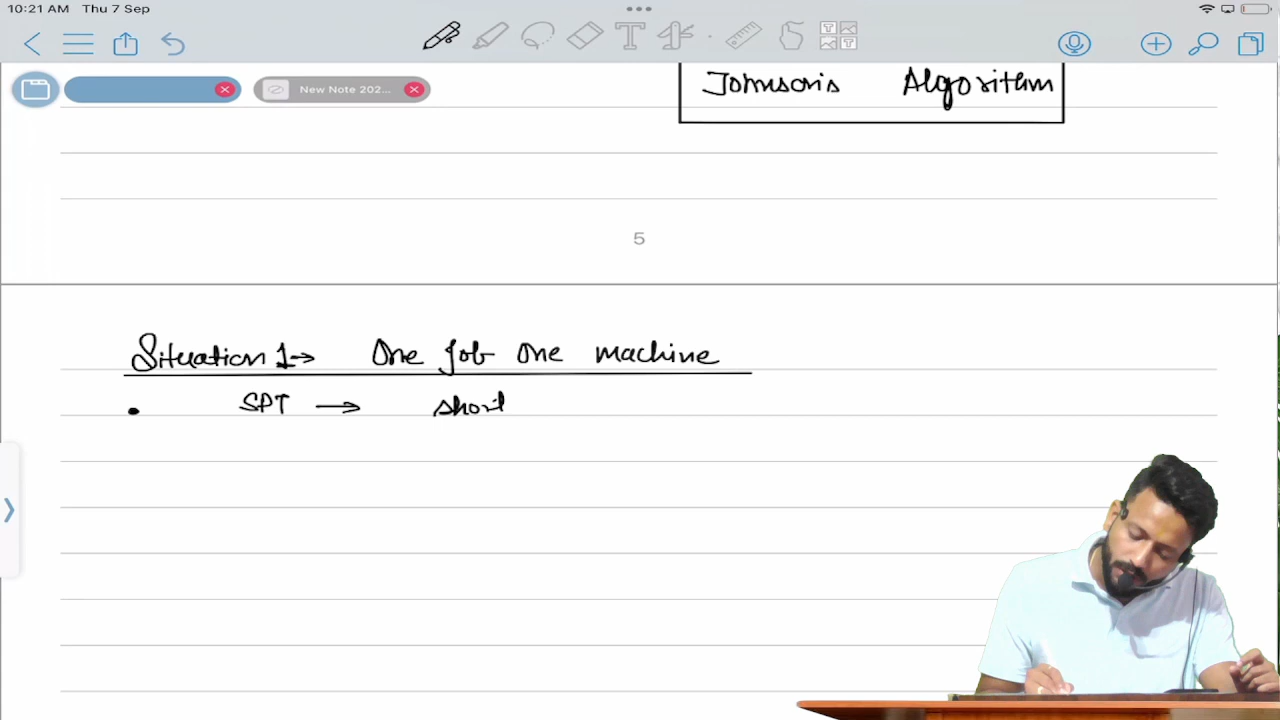 10:21 AM Thu 7 Sep
New Note 202...
Johnson's Algorithm
5
Situation 1→ One job one machine
• SPT → short